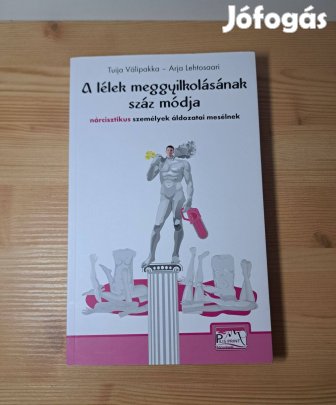 Jófogás
Tuija Välipakka – Arja Lehtosaari
A lélek meggyilkolásának
száz módja
nárcisztikus személyek áldozatai mesélnek